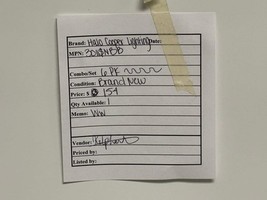 Brand: Halo Cooper Lighting Date:
MPN:
Combo/Set 6 PK
Condition: Brand New
Price: $ 154
Qty Available: 1
Memo: WW
Vendor:
Priced by:
Listed by: